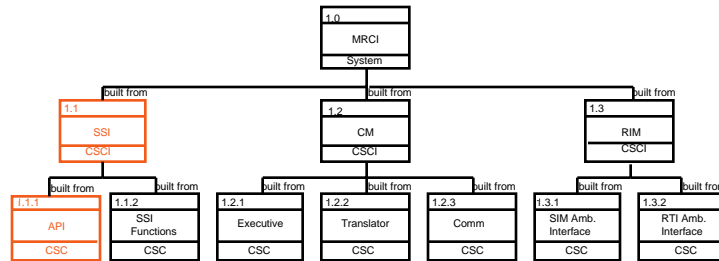 1.0
MRCI
System
built from
built from
built from
1.1
SSI
CSCI
1.2
CM
CSCI
1.3
RIM
CSCI
built from
built from
built from
built from
built from
built from
built from
I.1.1
API
CSC
1.1.2
SSI
Functions
CSC
1.2.1
Executive
CSC
1.2.2
Translator
CSC
1.2.3
Comm
CSC
1.3.1
SIM Amb.
Interface
CSC
1.3.2
RTI Amb.
Interface
CSC